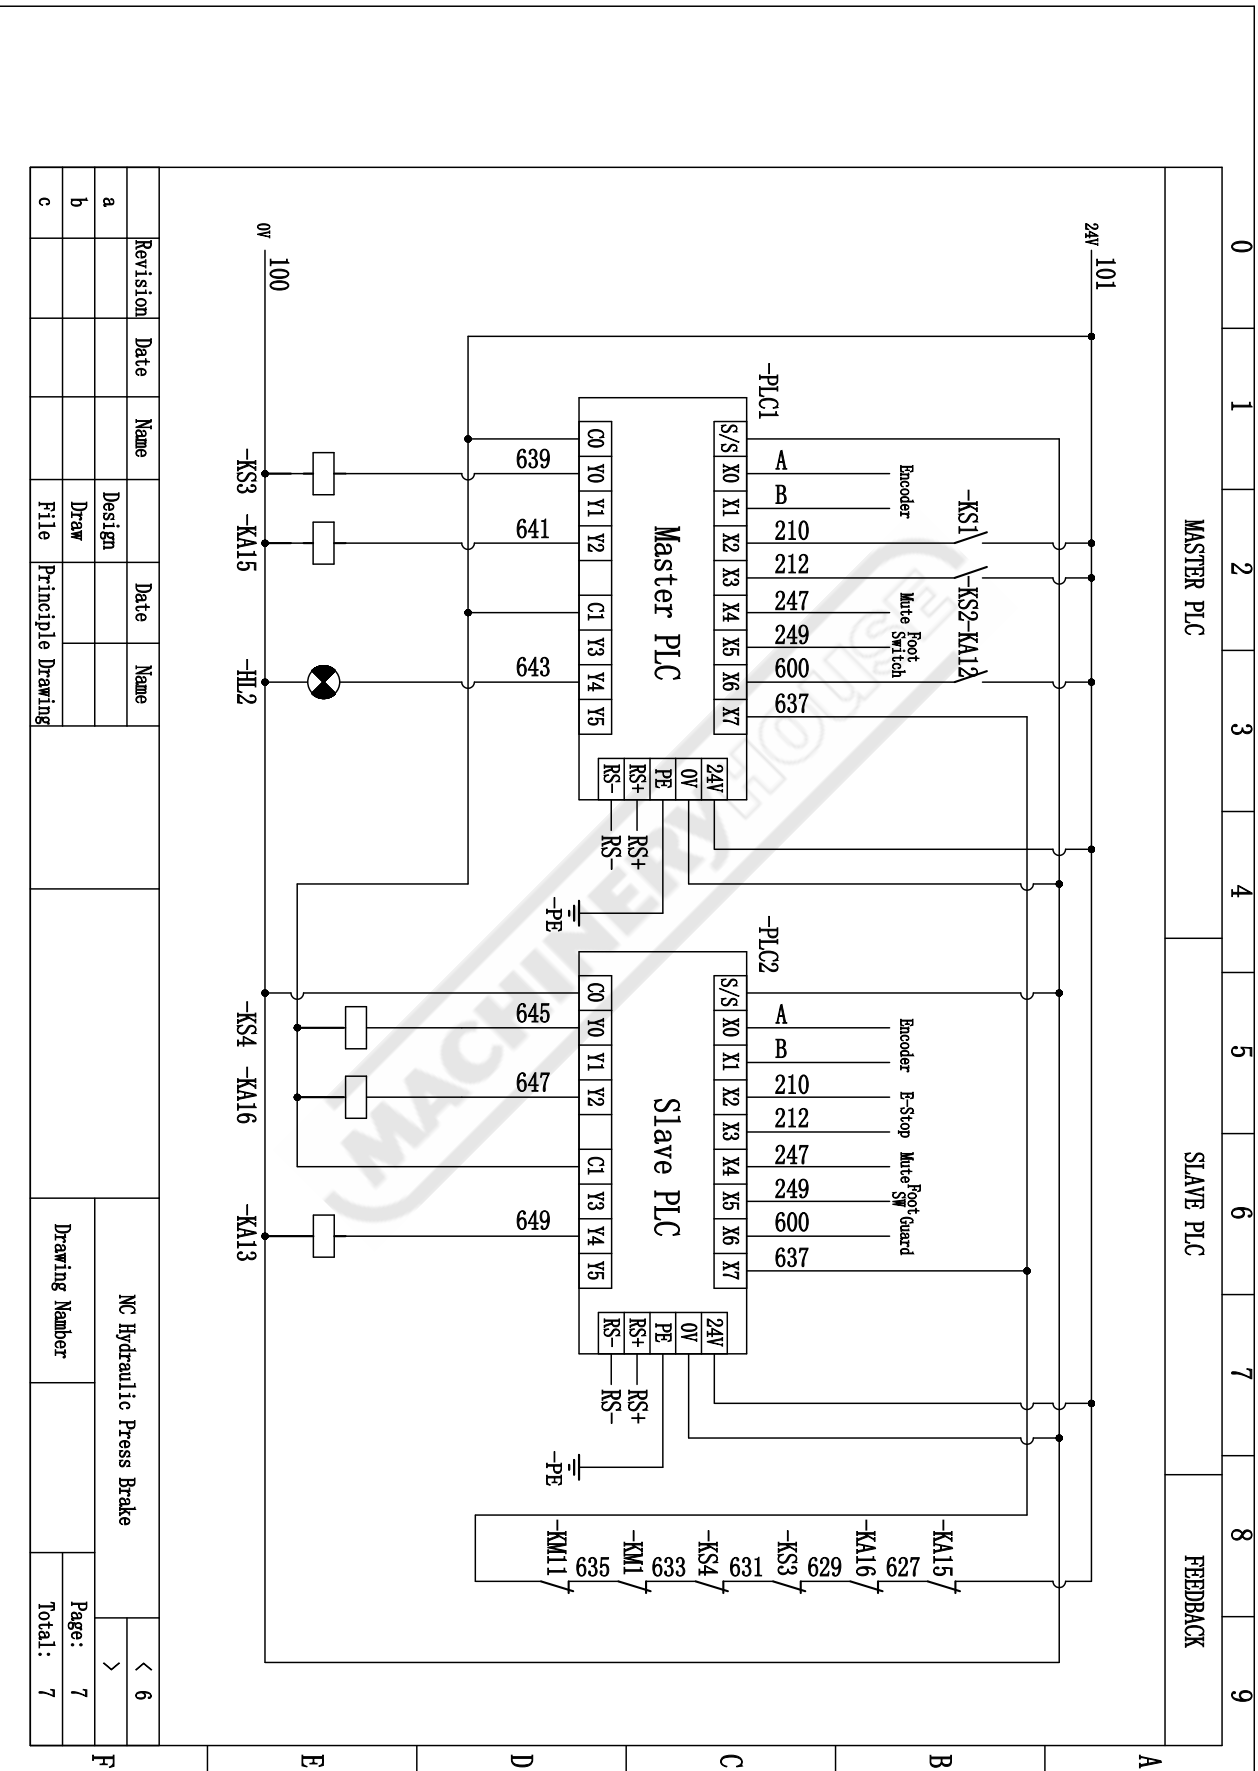 0 1 2 3 4 5 6 7 8 9
MASTER PLC SLAVE PLC FEEDBACK
A
B
C
D
E
F
24V 101
-KS1 -KS2 -KA12
Encoder Mute Foot Switch
A B 210 212 247 249 600 637
-PLC1
S/S X0 X1 X2 X3 X4 X5 X6 X7
Master PLC
24V
0V
PE
RS+ RS+
RS- RS-
-PE
C0 Y0 Y1 Y2 C1 Y3 Y4 Y5
639 641 643
Encoder E-Stop Mute Foot SW Guard
A B 210 212 247 249 600 637
-PLC2
S/S X0 X1 X2 X3 X4 X5 X6 X7
Slave PLC
24V
0V
PE
RS+ RS+
RS- RS-
-PE
C0 Y0 Y1 Y2 C1 Y3 Y4 Y5
645 647 649
-KA15
627
-KA16
629
-KS3
631
-KS4
633
-KM1
635
-KM11
0V 100
-KS3 -KA15 -HL2 -KS4 -KA16 -KA13
MACHINERYHOUSE
Revision Date Name Date Name
a Design
b Draw
c File Principle Drawing
NC Hydraulic Press Brake
Drawing Namber
< 6
>
Page: 7
Total: 7